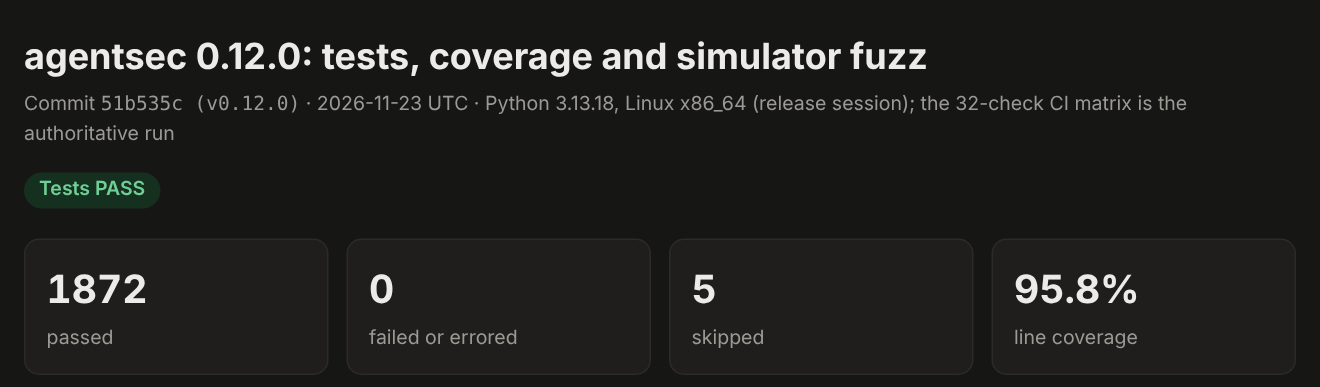 agentsec 0.12.0: tests, coverage and simulator fuzz
Commit 51b535c (v0.12.0) · 2026-11-23 UTC · Python 3.13.18, Linux x86_64 (release session); the 32-check CI matrix is the
authoritative run
Tests PASS
1872
passed
0
failed or errored
5
skipped
95.8%
line coverage